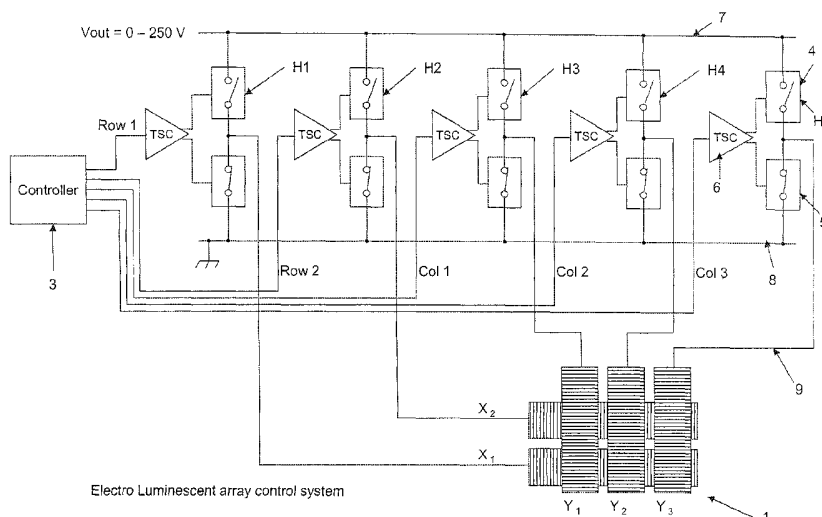 Vout = 0 – 250 V
7
H1
H2
H3
H4
4
H
Row 1
TSC
TSC
TSC
TSC
TSC
6
Controller
3
5
8
Row 2
Col 1
Col 2
Col 3
9
X2
X1
Electro Luminescent array control system
Y1 Y2 Y3
1